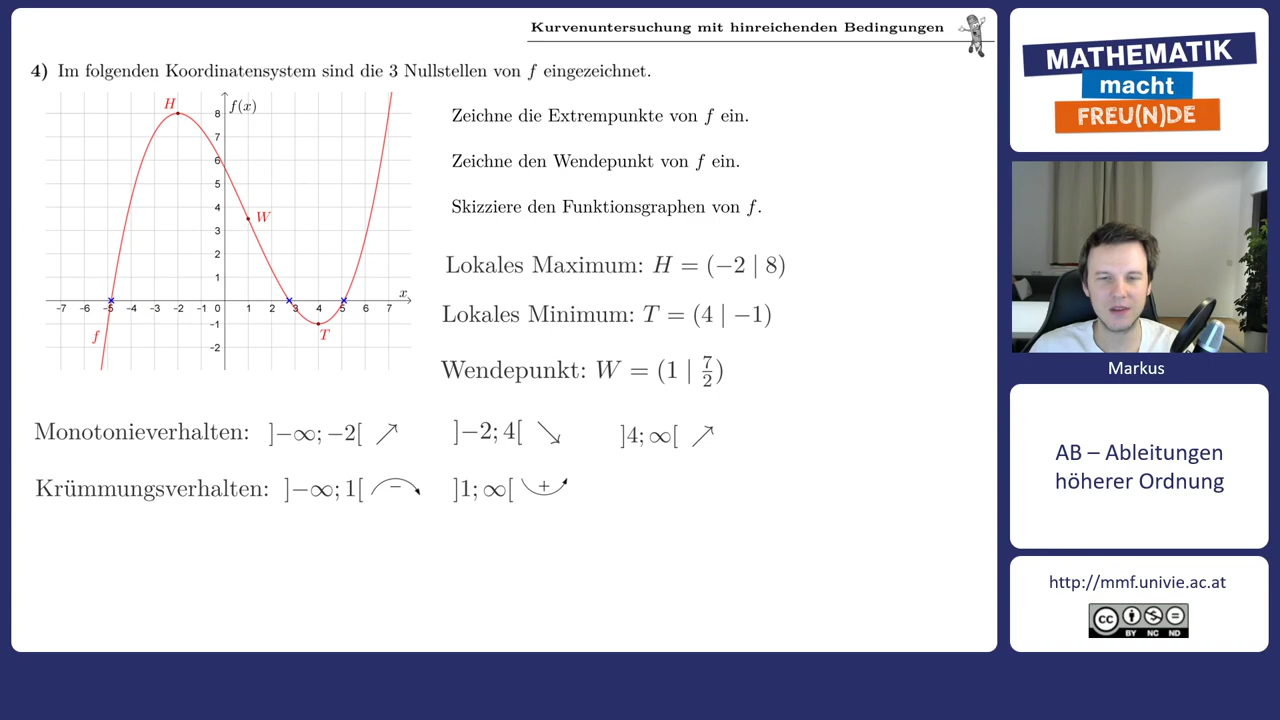 Kurvenuntersuchung mit hinreichenden Bedingungen
4) Im folgenden Koordinatensystem sind die 3 Nullstellen von f eingezeichnet.
H
f(x)
8
7
6
5
4
3
2
1
W
x
-7 -6 -5 -4 -3 -2 -1 0 1 2 3 4 5 6 7
-1
-2
f
T
Zeichne die Extrempunkte von f ein.
Zeichne den Wendepunkt von f ein.
Skizziere den Funktionsgraphen von f.
Lokales Maximum: H = (−2 | 8)
Lokales Minimum: T = (4 | −1)
Wendepunkt: W = (1 | 7/2)
Monotonieverhalten: ]−∞; −2[ ↗ ]−2; 4[ ↘ ]4; ∞[ ↗
Krümmungsverhalten: ]−∞; 1[ − ]1; ∞[ +
MATHEMATIK
macht
FREU(N)DE
Markus
AB – Ableitungen
höherer Ordnung
http://mmf.univie.ac.at
CC BY NC ND